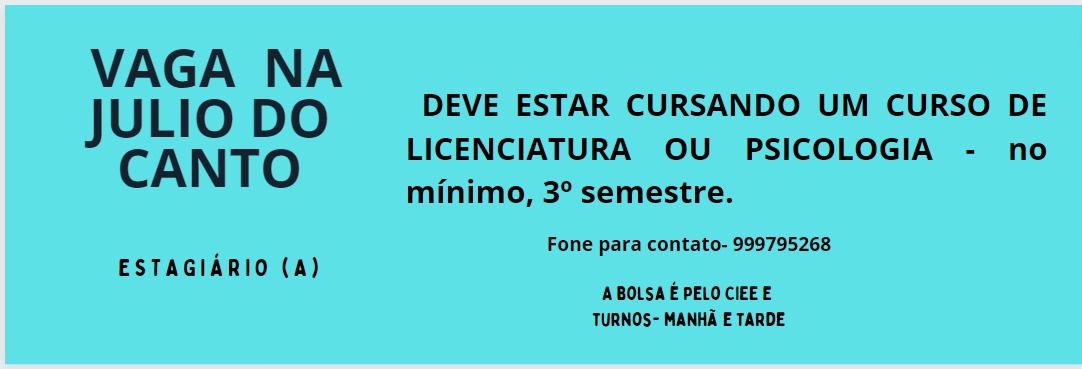 VAGA NA
JULIO DO
CANTO
ESTAGIÁRIO (A)
DEVE ESTAR CURSANDO UM CURSO DE
LICENCIATURA OU PSICOLOGIA - no
mínimo, 3º semestre.
Fone para contato- 999795268
A BOLSA É PELO CIEE E
TURNOS- MANHÃ E TARDE